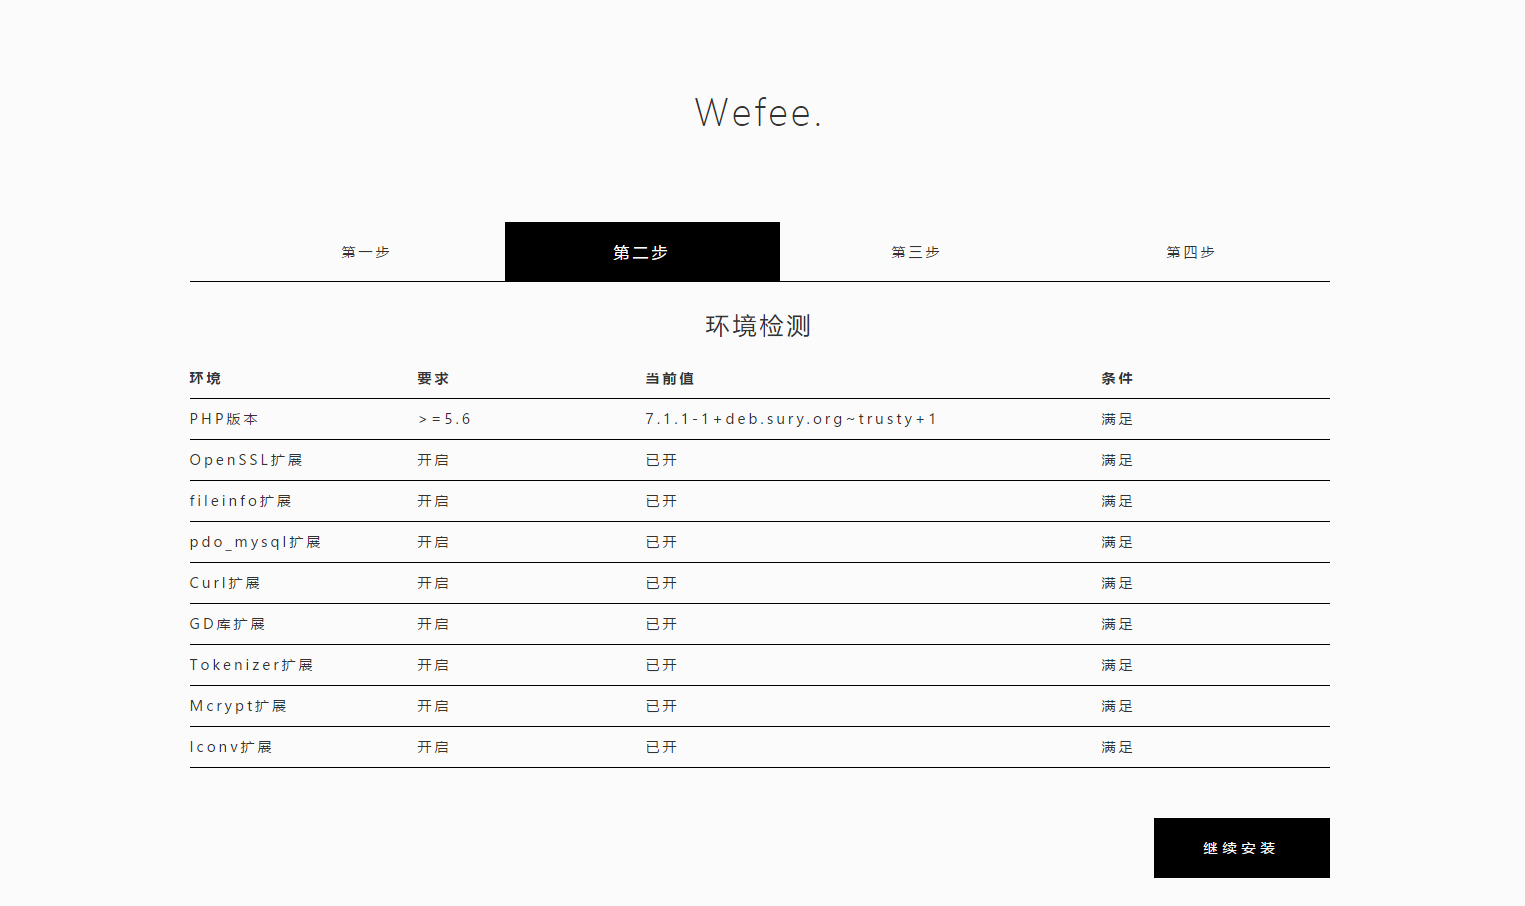 Wefee.
第一步 第二步 第三步 第四步
环境检测
环境 要求 当前值 条件
PHP版本 >=5.6 7.1.1-1+deb.sury.org~trusty+1 满足
OpenSSL扩展 开启 已开 满足
fileinfo扩展 开启 已开 满足
pdo_mysql扩展 开启 已开 满足
Curl扩展 开启 已开 满足
GD库扩展 开启 已开 满足
Tokenizer扩展 开启 已开 满足
Mcrypt扩展 开启 已开 满足
Iconv扩展 开启 已开 满足
继续安装